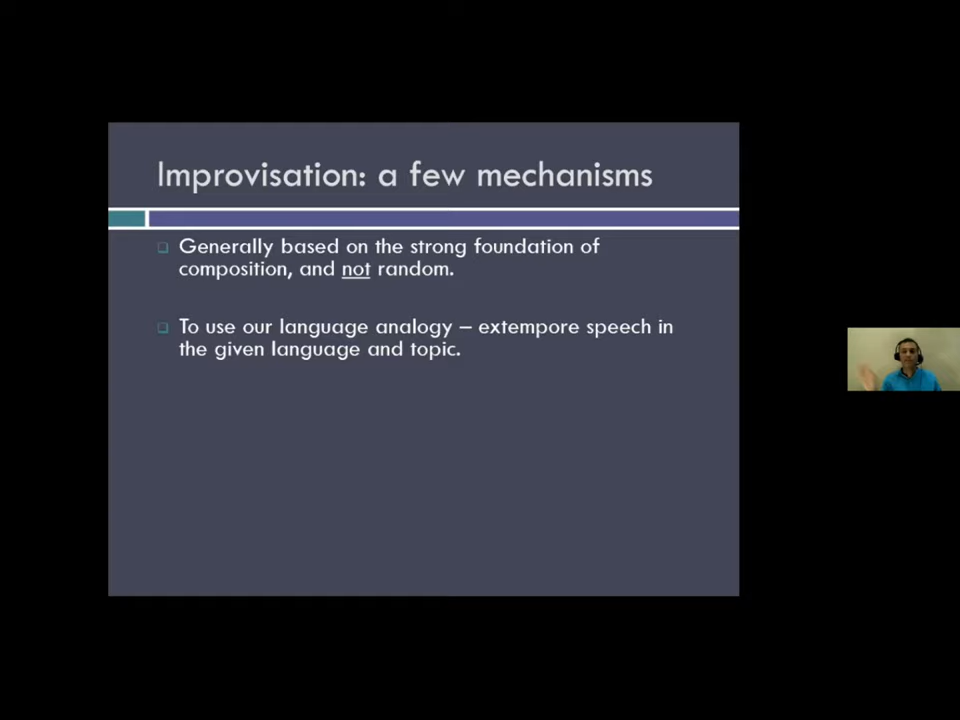 Improvisation: a few mechanisms
Generally based on the strong foundation of
composition, and not random.
To use our language analogy – extempore speech in
the given language and topic.